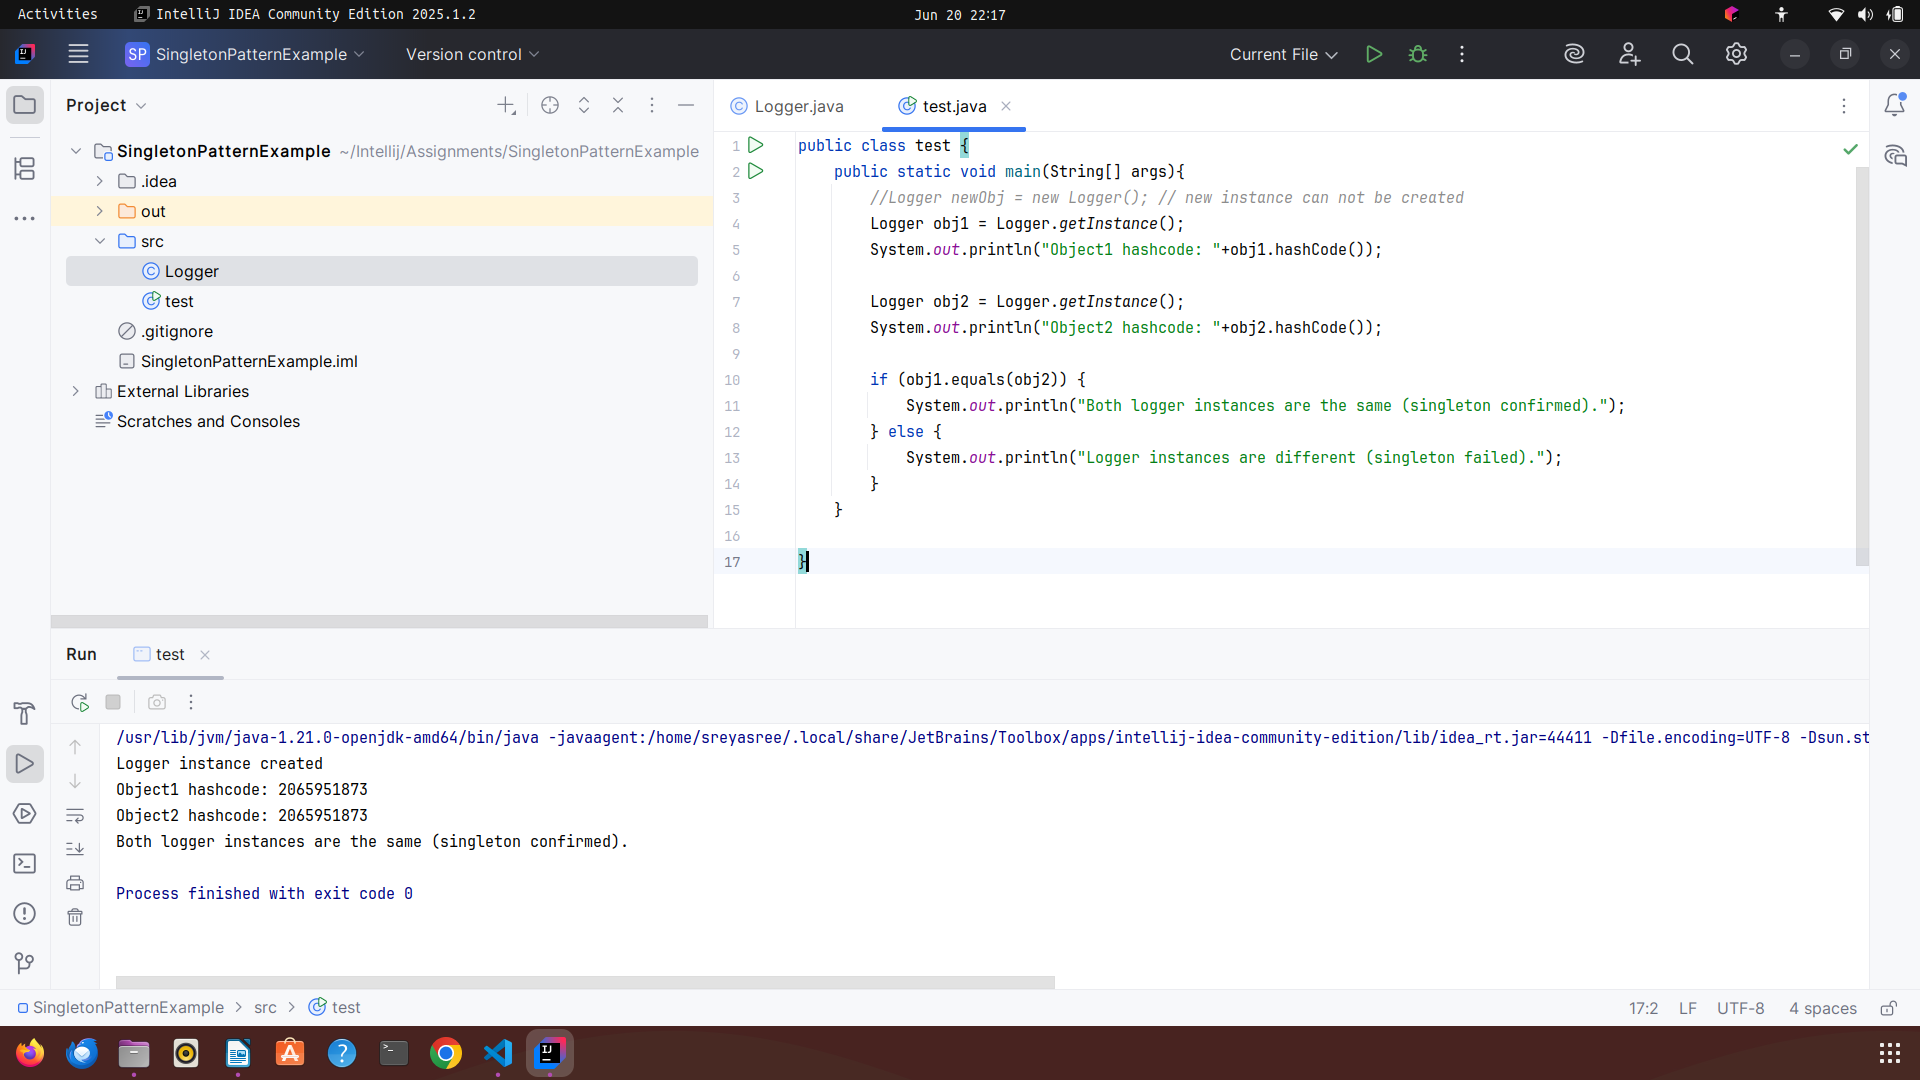 Activities IntelliJ IDEA Community Edition 2025.1.2 Jun 20 22:17
SP SingletonPatternExample Version control Current File
Project
Logger.java test.java
SingletonPatternExample ~/Intellij/Assignments/SingletonPatternExample
.idea
out
src
Logger
test
.gitignore
SingletonPatternExample.iml
External Libraries
Scratches and Consoles
1 public class test {
2 public static void main(String[] args){
3 //Logger newObj = new Logger(); // new instance can not be created
4 Logger obj1 = Logger.getInstance();
5 System.out.println("Object1 hashcode: "+obj1.hashCode());
6
7 Logger obj2 = Logger.getInstance();
8 System.out.println("Object2 hashcode: "+obj2.hashCode());
9
10 if (obj1.equals(obj2)) {
11 System.out.println("Both logger instances are the same (singleton confirmed).");
12 } else {
13 System.out.println("Logger instances are different (singleton failed).");
14 }
15 }
16
17 }
Run test
/usr/lib/jvm/java-1.21.0-openjdk-amd64/bin/java -javaagent:/home/sreyasree/.local/share/JetBrains/Toolbox/apps/intellij-idea-community-edition/lib/idea_rt.jar=44411 -Dfile.encoding=UTF-8 -Dsun.st
Logger instance created
Object1 hashcode: 2065951873
Object2 hashcode: 2065951873
Both logger instances are the same (singleton confirmed).
Process finished with exit code 0
SingletonPatternExample > src > test 17:2 LF UTF-8 4 spaces